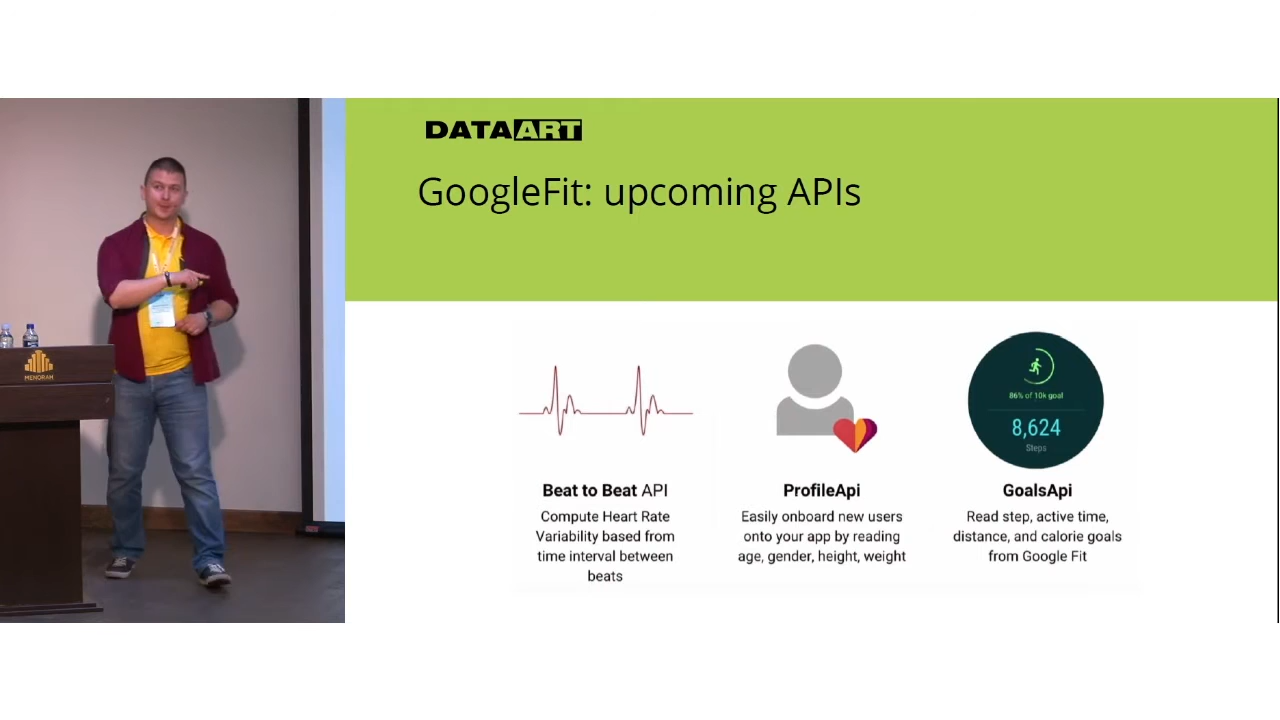 DATAART
GoogleFit: upcoming APIs
MENORAH
86% of 10k goal
8,624
Steps
Beat to Beat API
Compute Heart Rate
Variability based from
time interval between
beats
ProfileApi
Easily onboard new users
onto your app by reading
age, gender, height, weight
GoalsApi
Read step, active time,
distance, and calorie goals
from Google Fit